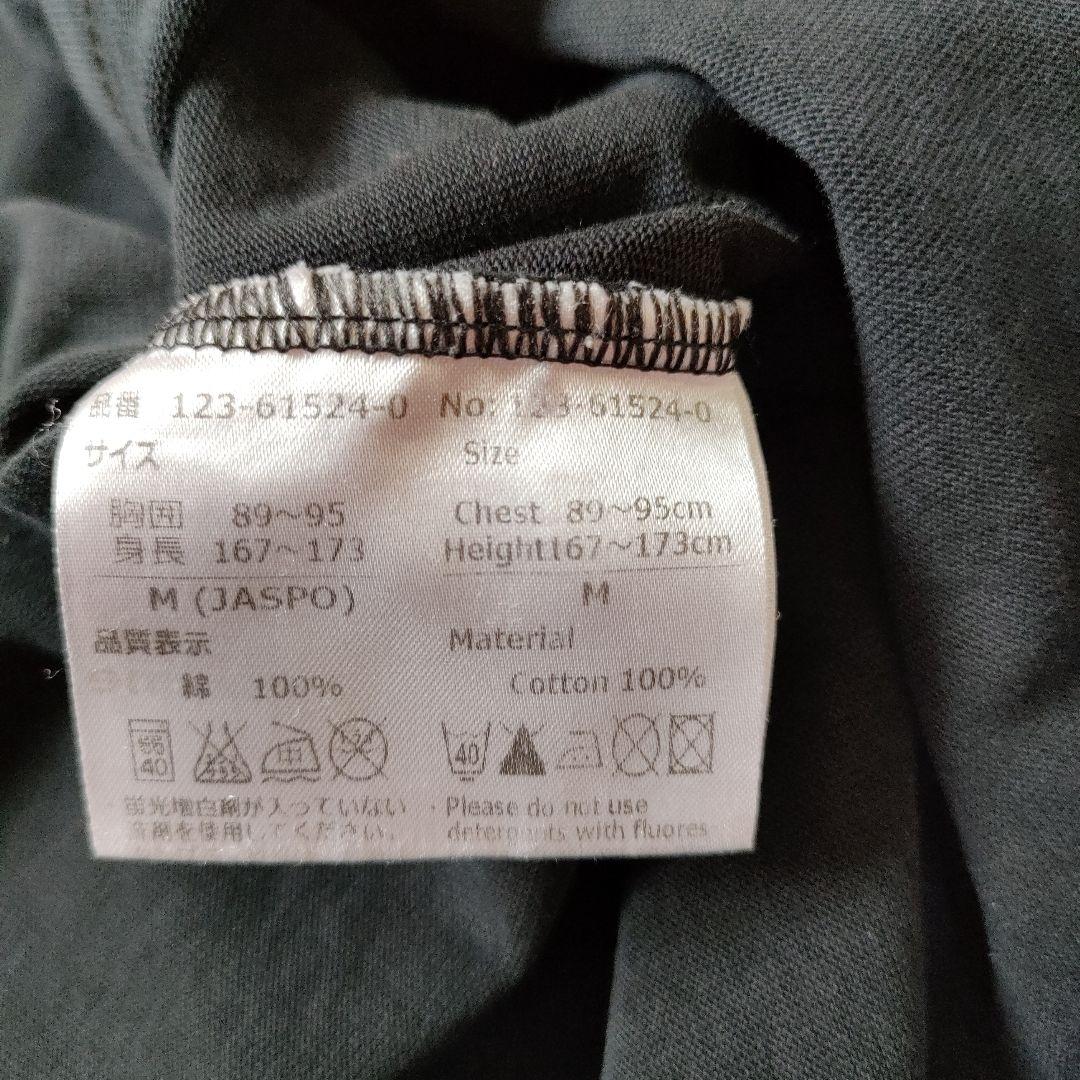 品番 123-61524-0 No. 123-61524-0
サイズ Size
胸囲 89～95 Chest 89～95cm
身長 167～173 Height167～173cm
M (JASPO) M
品質表示 Material
綿 100% Cotton 100%
40 40
蛍光増白剤が入っていない ・Please do not use
洗剤を使用してください。 detergents with fluores